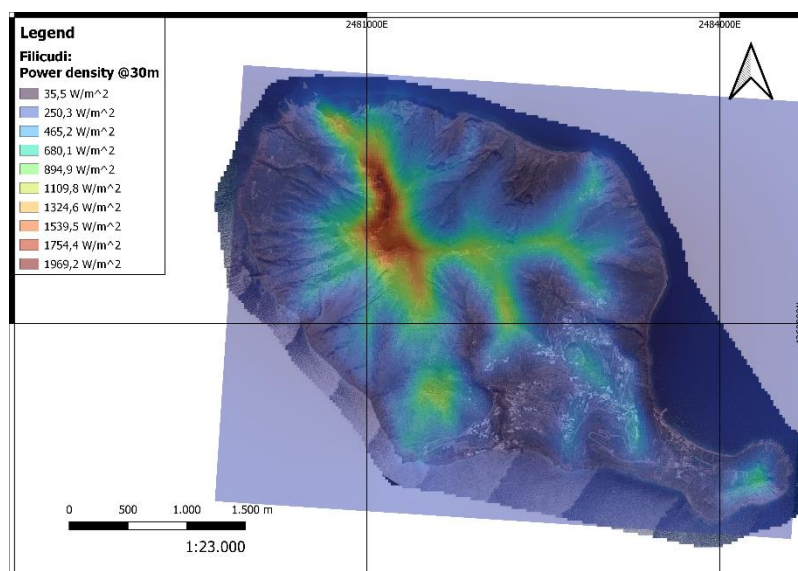 Legend
Filicudi:
Power density @30m
35,5 W/m^2
250,3 W/m^2
465,2 W/m^2
680,1 W/m^2
894,9 W/m^2
1109,8 W/m^2
1324,6 W/m^2
1539,5 W/m^2
1754,4 W/m^2
1969,2 W/m^2
2481000E
2484000E
0 500 1.000 1.500 m
1:23.000